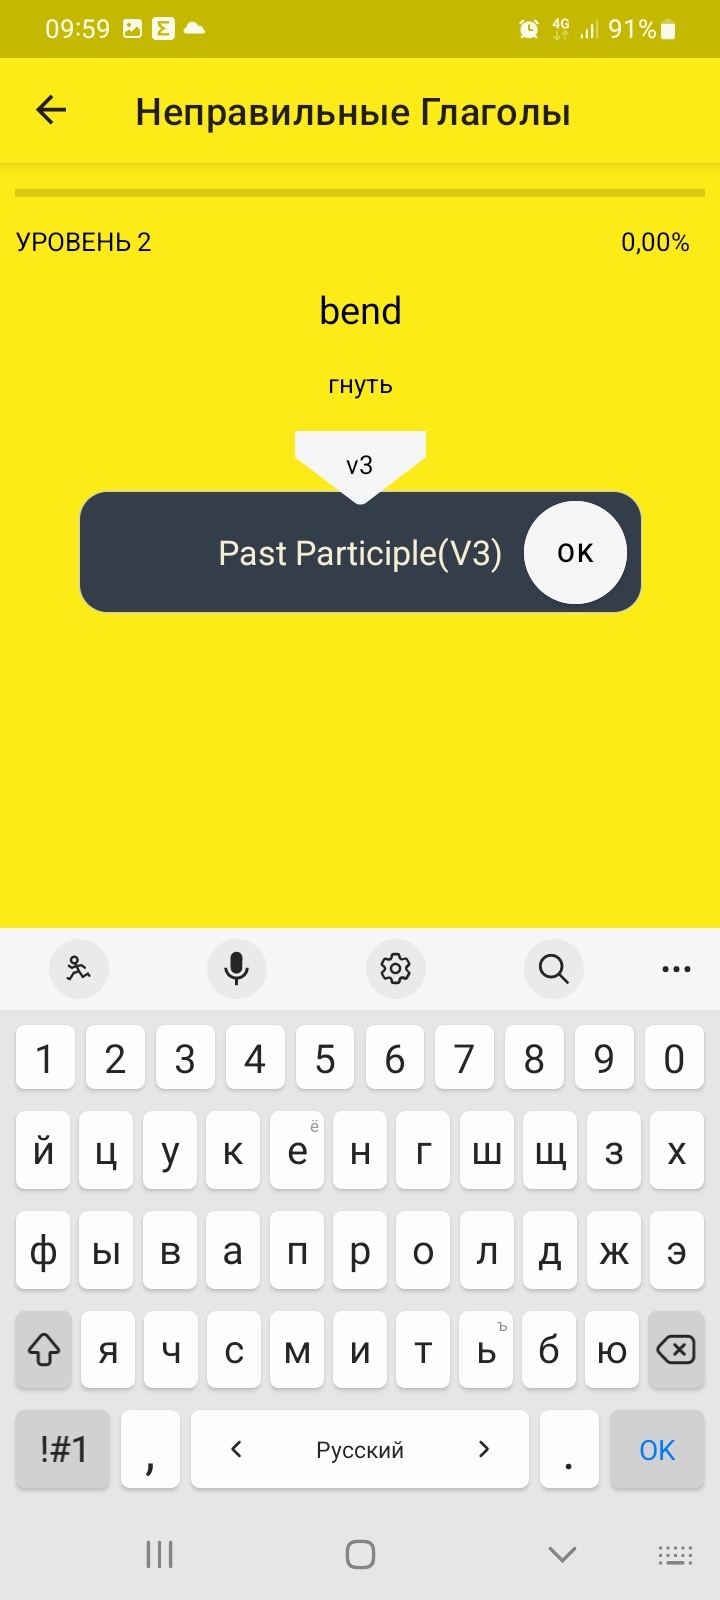 09:59 4G 91%
Неправильные Глаголы
УРОВЕНЬ 2 0,00%
bend
гнуть
v3
Past Participle(V3) OK
1 2 3 4 5 6 7 8 9 0
й ц у к е ё н г ш щ з х
ф ы в а п р о л д ж э
я ч с м и т ь ъ б ю
!#1 , < Русский > . OK